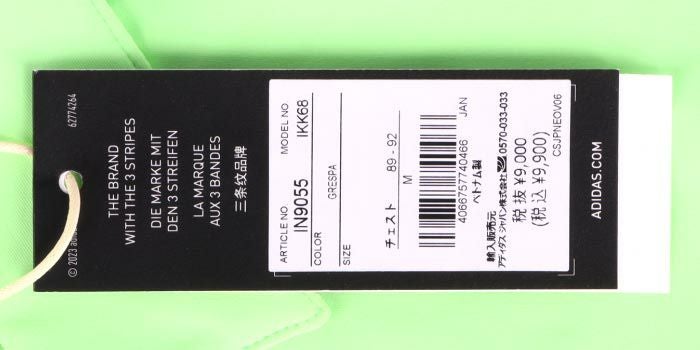 62774264
THE BRAND
WITH THE 3 STRIPES
DIE MARKE MIT
DEN 3 STREIFEN
LA MARQUE
AUX 3 BANDES
三条纹品牌
© 2023
ARTICLE NO. MODEL NO.
IN9055 IKK68
COLOR GRESPA
SIZE
チェスト 89 - 92
M
4066757740466 JAN
ベトナム製
輸入販売元
アディダス ジャパン株式会社 0570-033-033
税 抜 ¥9,000
(税 込 ¥9,900)
CSJPNEOV06
ADIDAS.COM